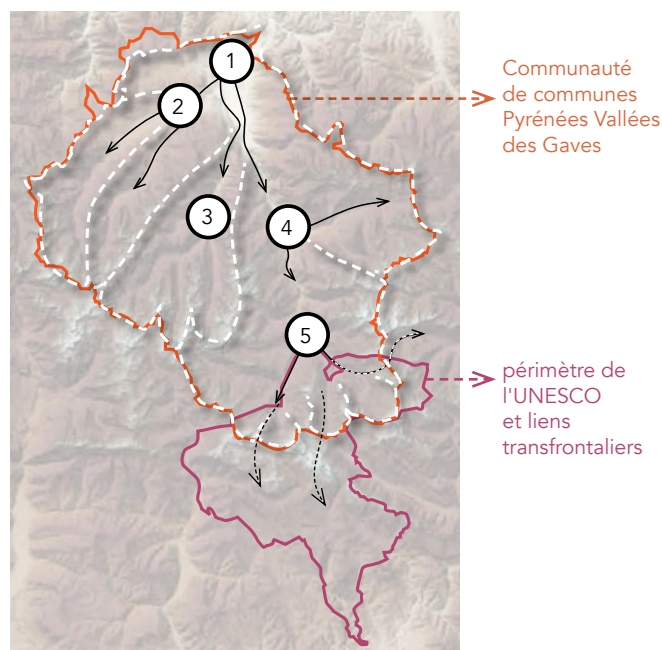 1
2
3
4
5
Communauté
de communes
Pyrénées Vallées
des Gaves
périmètre de
l'UNESCO
et liens
transfrontaliers